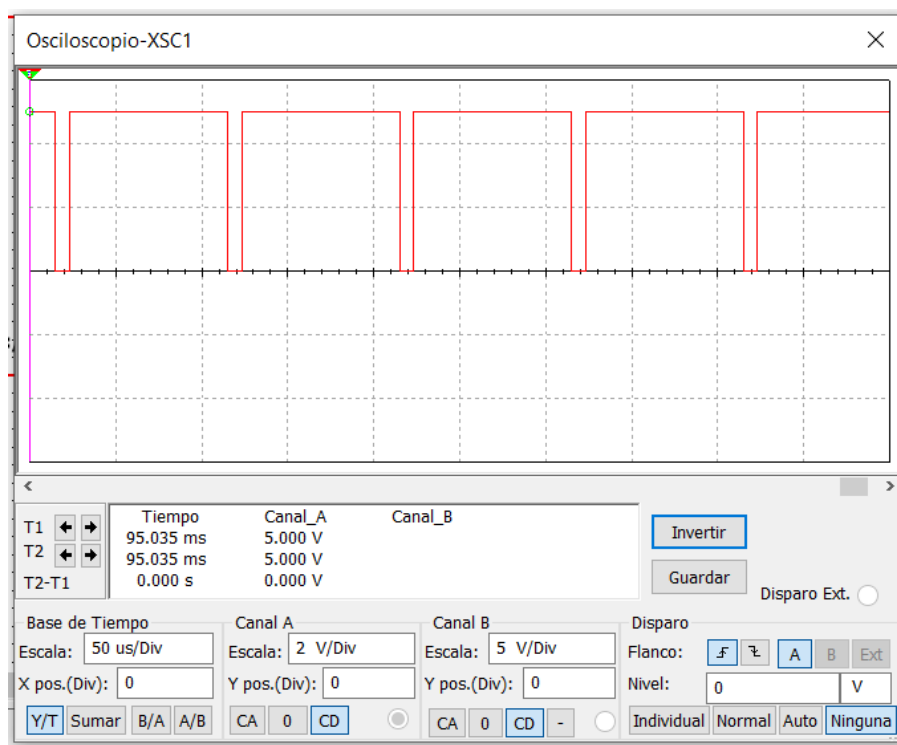 Osciloscopio-XSC1
T1
T2
T2-T1
Tiempo Canal_A Canal_B
95.035 ms 5.000 V
95.035 ms 5.000 V
0.000 s 0.000 V
Invertir
Guardar
Disparo Ext.
Base de Tiempo
Escala: 50 us/Div
X pos.(Div): 0
Y/T Sumar B/A A/B
Canal A
Escala: 2 V/Div
Y pos.(Div): 0
CA 0 CD
Canal B
Escala: 5 V/Div
Y pos.(Div): 0
CA 0 CD -
Disparo
Flanco: A B Ext
Nivel: 0 V
Individual Normal Auto Ninguna